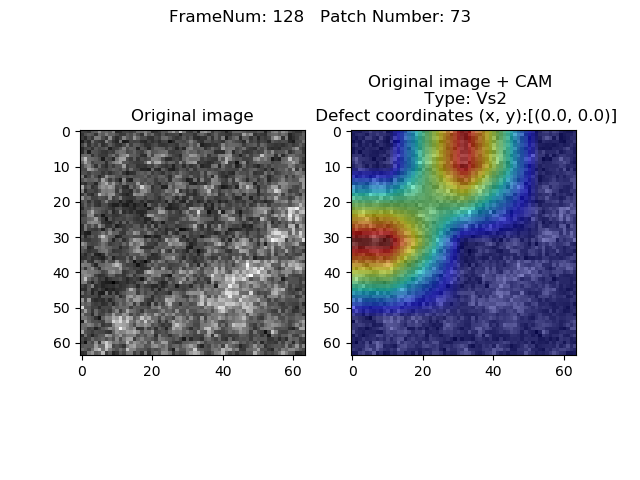 FrameNum: 128   Patch Number: 73
Original image
Original image + CAM
Type: Vs2
Defect coordinates (x, y):[(0.0, 0.0)]
0
10
20
30
40
50
60
0 20 40 60
0
10
20
30
40
50
60
0 20 40 60